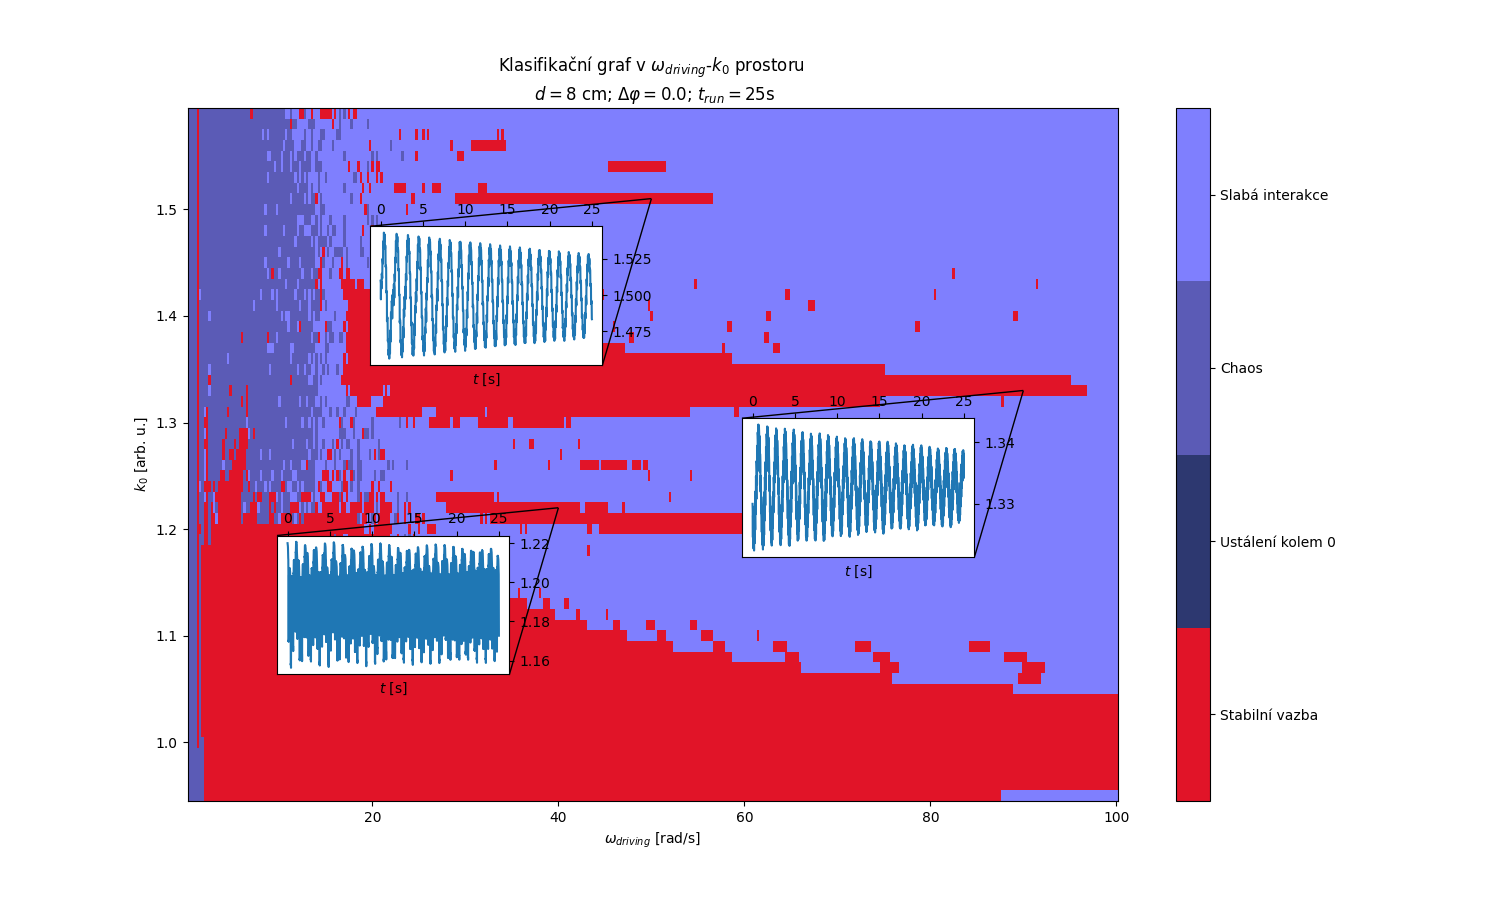 Klasifikační graf v ω_driving-k_0 prostoru
d = 8 cm; Δφ = 0.0; t_run = 25s
k_0 [arb. u.]
1.5
1.4
1.3
1.2
1.1
1.0
20
40
60
80
100
ω_driving [rad/s]
0 5 10 15 20 25
1.525
1.500
1.475
t [s]
0 5 10 15 20 25
1.34
1.33
t [s]
0 5 10 15 20 25
1.22
1.20
1.18
1.16
t [s]
Slabá interakce
Chaos
Ustálení kolem 0
Stabilní vazba